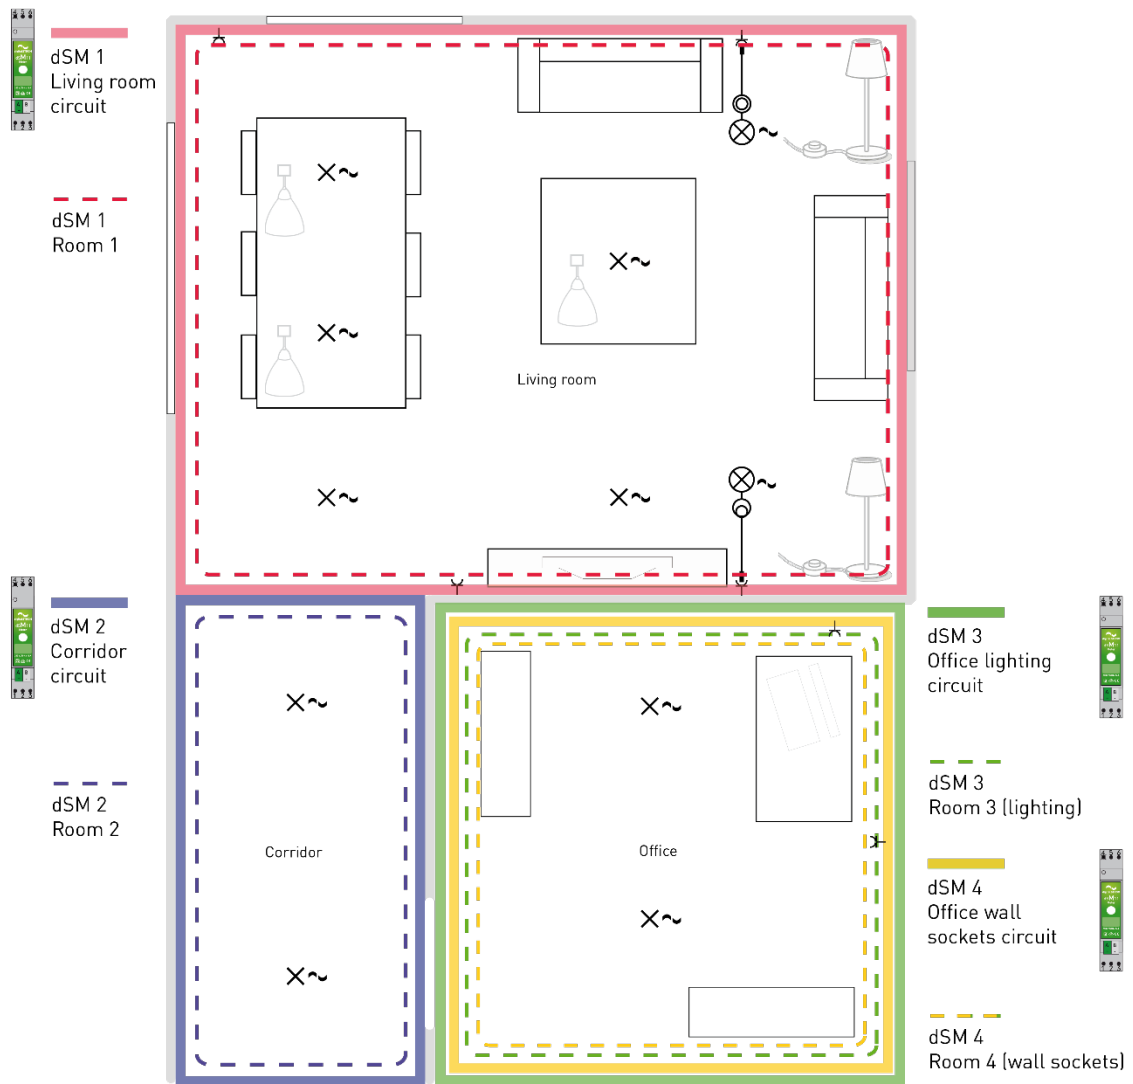 dSM 1
Living room
circuit
dSM 1
Room 1
Living room
dSM 2
Corridor
circuit
dSM 2
Room 2
Corridor
Office
dSM 3
Office lighting
circuit
dSM 3
Room 3 (lighting)
dSM 4
Office wall
sockets circuit
dSM 4
Room 4 (wall sockets)